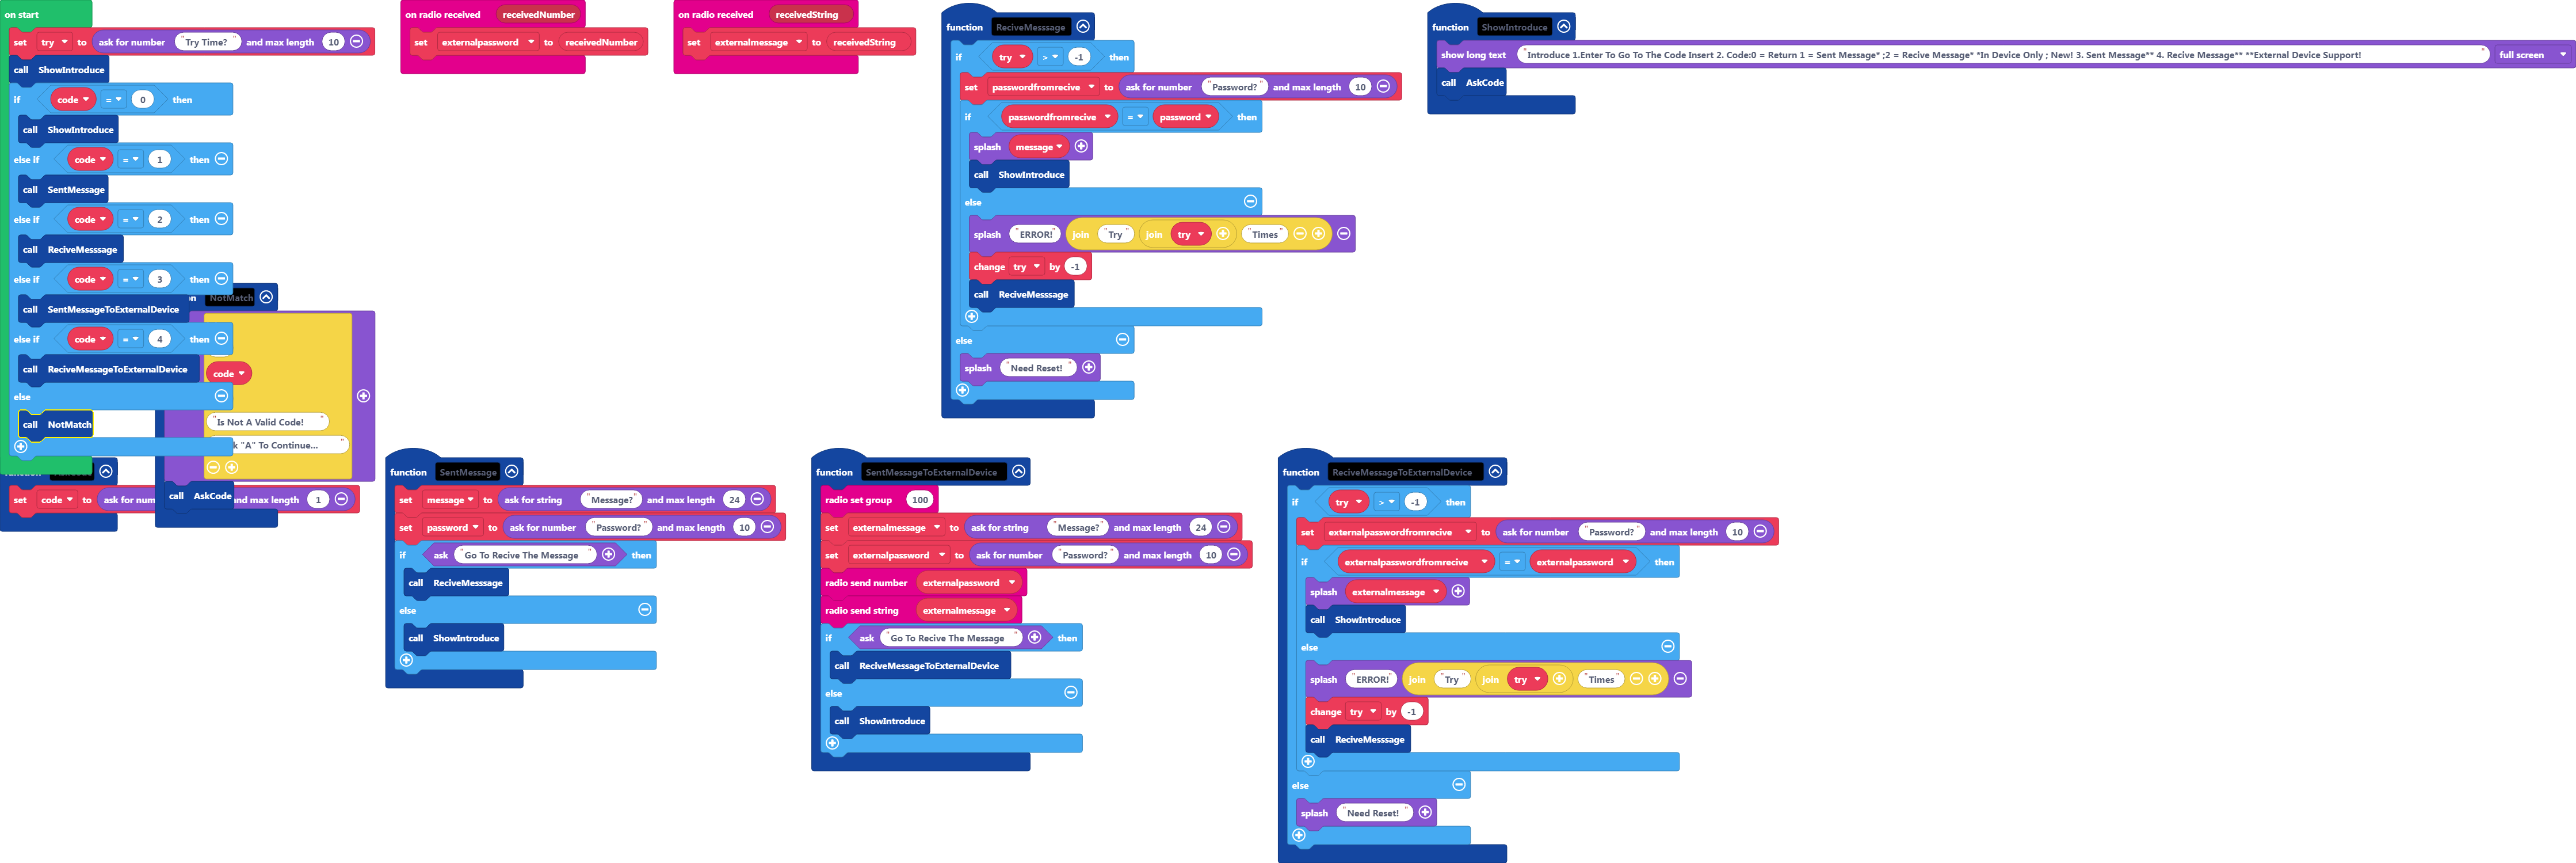 on start
set try to ask for number "Try Time?" and max length 10
call ShowIntroduce
if code = 0 then
call ShowIntroduce
else if code = 1 then
call SentMessage
else if code = 2 then
call ReciveMesssage
else if code = 3 then
call SentMessageToExternalDevice
else if code = 4 then
call ReciveMessageToExternalDevice
else
call NotMatch
NotMatch
code
"Is Not A Valid Code! "
"A" To Continue... "
call AskCode
set code to ask for num and max length 1
on radio received receivedNumber
set externalpassword to receivedNumber
on radio received receivedString
set externalmessage to receivedString
function ReciveMesssage
if try > -1 then
set passwordfromrecive to ask for number "Password?" and max length 10
if passwordfromrecive = password then
splash message
call ShowIntroduce
else
splash "ERROR!" join "Try" join try "Times"
change try by -1
call ReciveMesssage
else
splash "Need Reset! "
function ShowIntroduce
show long text "Introduce 1.Enter To Go To The Code Insert 2. Code:0 = Return 1 = Sent Message* ;2 = Recive Message* *In Device Only ; New! 3. Sent Message** 4. Recive Message** **External Device Support! " full screen
call AskCode
function SentMessage
set message to ask for string "Message?" and max length 24
set password to ask for number "Password?" and max length 10
if ask "Go To Recive The Message " then
call ReciveMesssage
else
call ShowIntroduce
function SentMessageToExternalDevice
radio set group 100
set externalmessage to ask for string "Message?" and max length 24
set externalpassword to ask for number "Password?" and max length 10
radio send number externalpassword
radio send string externalmessage
if ask "Go To Recive The Message " then
call ReciveMessageToExternalDevice
else
call ShowIntroduce
function ReciveMessageToExternalDevice
if try > -1 then
set externalpasswordfromrecive to ask for number "Password?" and max length 10
if externalpasswordfromrecive = externalpassword then
splash externalmessage
call ShowIntroduce
else
splash "ERROR!" join "Try" join try "Times"
change try by -1
call ReciveMesssage
else
splash "Need Reset! "